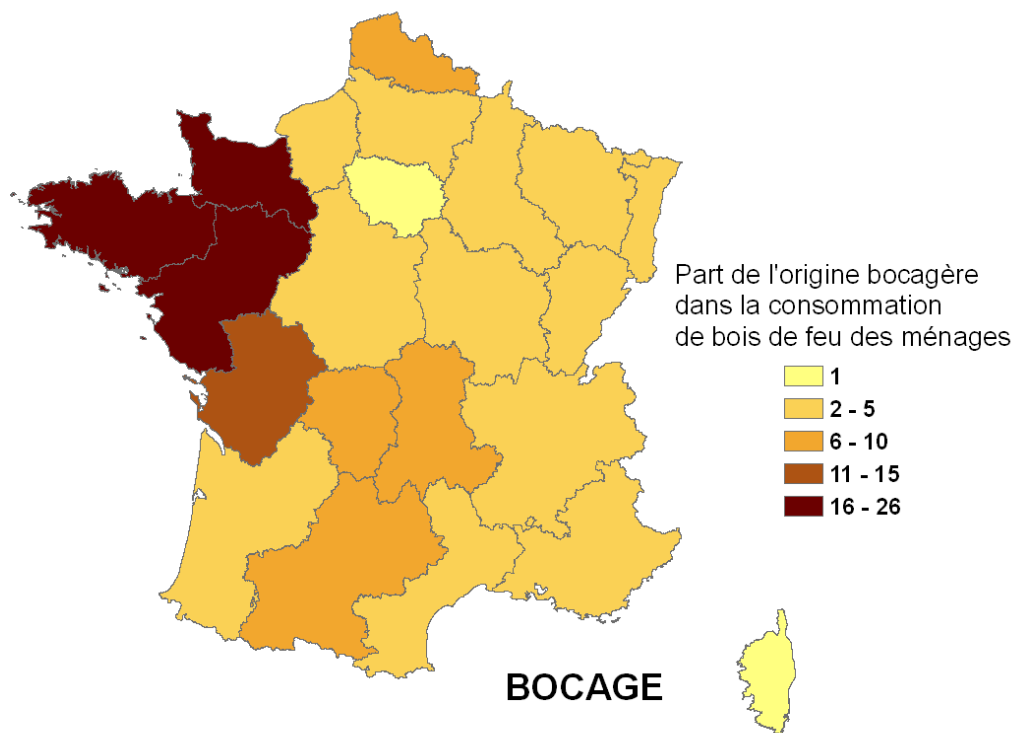 Part de l'origine bocagère
dans la consommation
de bois de feu des ménages
1
2 - 5
6 - 10
11 - 15
16 - 26
BOCAGE